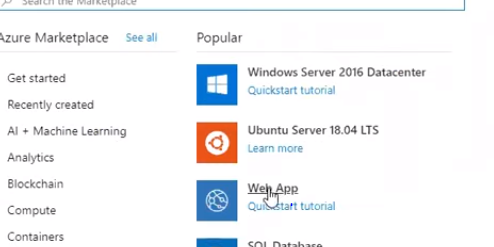 Search the Marketplace
Azure Marketplace
See all
Popular
Get started
Recently created
AI + Machine Learning
Analytics
Blockchain
Compute
Containers
Windows Server 2016 Datacenter
Quickstart tutorial
Ubuntu Server 18.04 LTS
Learn more
Web App
Quickstart tutorial
SQL Database